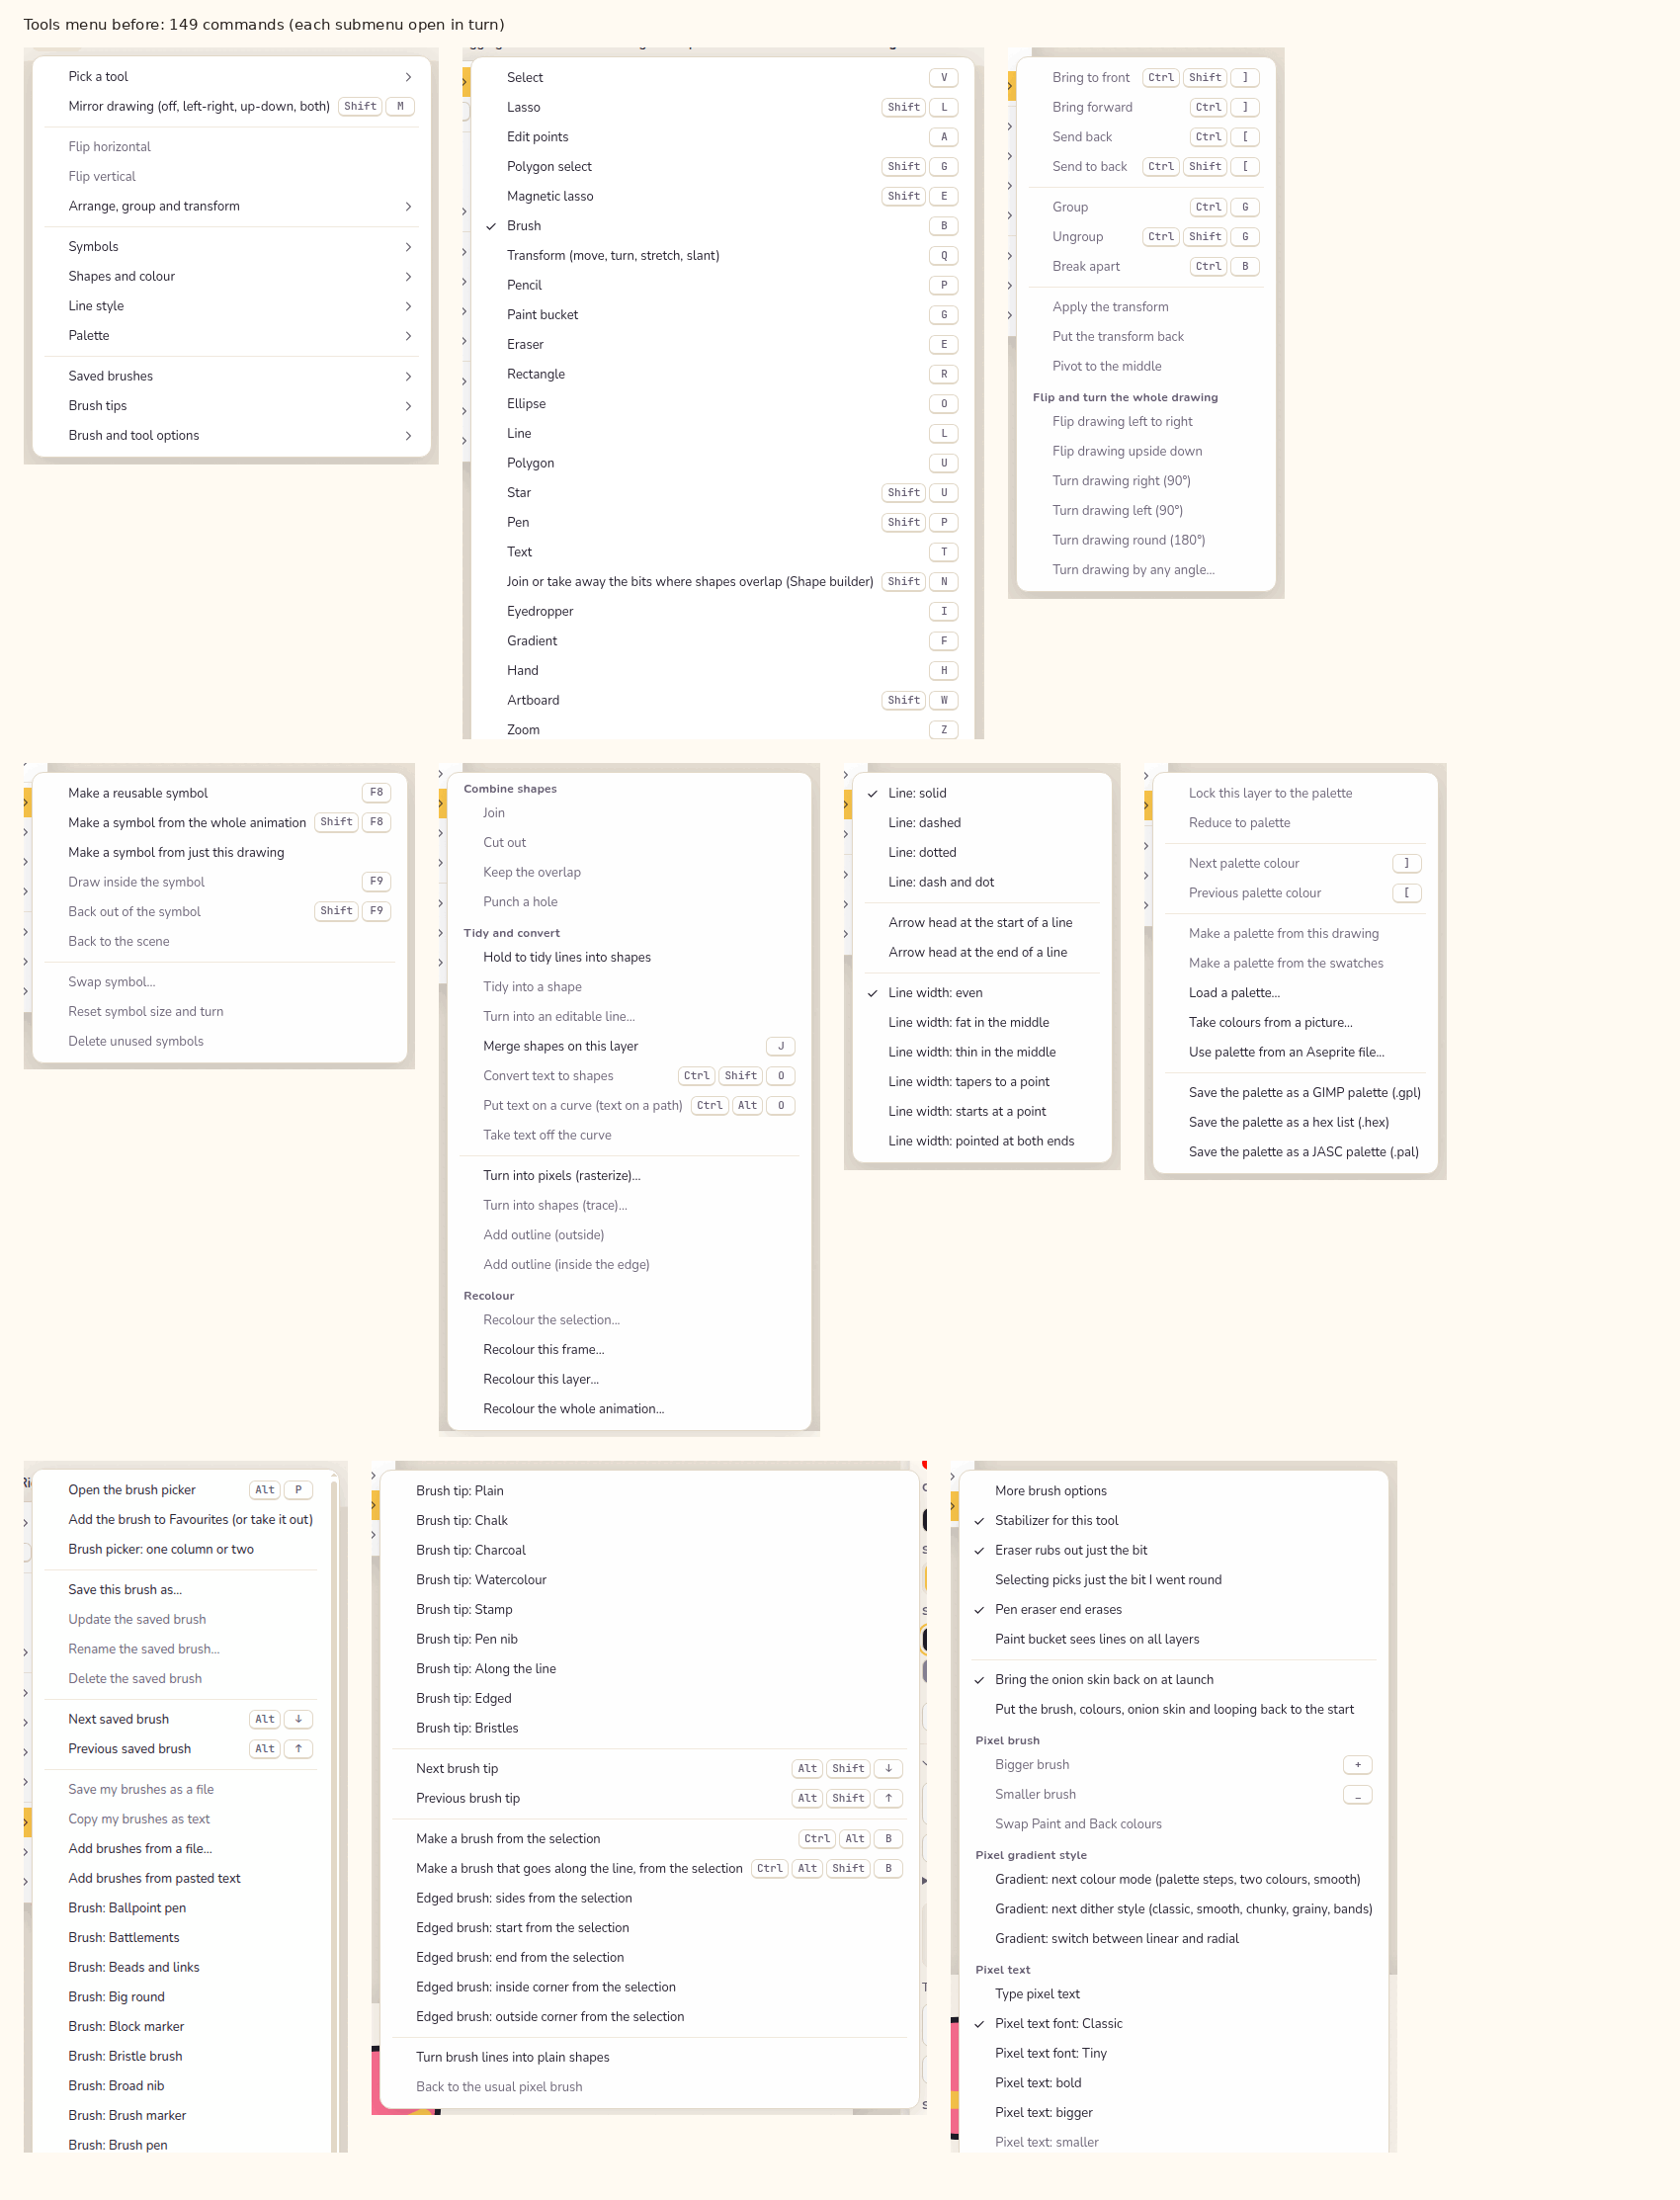 Tools menu before: 149 commands (each submenu open in turn)
Pick a tool
Mirror drawing (off, left-right, up-down, both) Shift M
Flip horizontal
Flip vertical
Arrange, group and transform
Symbols
Shapes and colour
Line style
Palette
Saved brushes
Brush tips
Brush and tool options
Select V
Lasso Shift L
Edit points A
Polygon select Shift G
Magnetic lasso Shift E
Brush B
Transform (move, turn, stretch, slant) Q
Pencil P
Paint bucket G
Eraser E
Rectangle R
Ellipse O
Line L
Polygon U
Star Shift U
Pen Shift P
Text T
Join or take away the bits where shapes overlap (Shape builder) Shift N
Eyedropper I
Gradient F
Hand H
Artboard Shift W
Zoom Z
Bring to front Ctrl Shift ]
Bring forward Ctrl ]
Send back Ctrl [
Send to back Ctrl Shift [
Group Ctrl G
Ungroup Ctrl Shift G
Break apart Ctrl B
Apply the transform
Put the transform back
Pivot to the middle
Flip and turn the whole drawing
Flip drawing left to right
Flip drawing upside down
Turn drawing right (90°)
Turn drawing left (90°)
Turn drawing round (180°)
Turn drawing by any angle...
Make a reusable symbol F8
Make a symbol from the whole animation Shift F8
Make a symbol from just this drawing
Draw inside the symbol F9
Back out of the symbol Shift F9
Back to the scene
Swap symbol...
Reset symbol size and turn
Delete unused symbols
Combine shapes
Join
Cut out
Keep the overlap
Punch a hole
Tidy and convert
Hold to tidy lines into shapes
Tidy into a shape
Turn into an editable line...
Merge shapes on this layer J
Convert text to shapes Ctrl Shift O
Put text on a curve (text on a path) Ctrl Alt O
Take text off the curve
Turn into pixels (rasterize)...
Turn into shapes (trace)...
Add outline (outside)
Add outline (inside the edge)
Recolour
Recolour the selection...
Recolour this frame...
Recolour this layer...
Recolour the whole animation...
Line: solid
Line: dashed
Line: dotted
Line: dash and dot
Arrow head at the start of a line
Arrow head at the end of a line
Line width: even
Line width: fat in the middle
Line width: thin in the middle
Line width: tapers to a point
Line width: starts at a point
Line width: pointed at both ends
Lock this layer to the palette
Reduce to palette
Next palette colour ]
Previous palette colour [
Make a palette from this drawing
Make a palette from the swatches
Load a palette...
Take colours from a picture...
Use palette from an Aseprite file...
Save the palette as a GIMP palette (.gpl)
Save the palette as a hex list (.hex)
Save the palette as a JASC palette (.pal)
Open the brush picker Alt P
Add the brush to Favourites (or take it out)
Brush picker: one column or two
Save this brush as...
Update the saved brush
Rename the saved brush...
Delete the saved brush
Next saved brush Alt ↓
Previous saved brush Alt ↑
Save my brushes as a file
Copy my brushes as text
Add brushes from a file...
Add brushes from pasted text
Brush: Ballpoint pen
Brush: Battlements
Brush: Beads and links
Brush: Big round
Brush: Block marker
Brush: Bristle brush
Brush: Broad nib
Brush: Brush marker
Brush: Brush pen
Brush tip: Plain
Brush tip: Chalk
Brush tip: Charcoal
Brush tip: Watercolour
Brush tip: Stamp
Brush tip: Pen nib
Brush tip: Along the line
Brush tip: Edged
Brush tip: Bristles
Next brush tip Alt Shift ↓
Previous brush tip Alt Shift ↑
Make a brush from the selection Ctrl Alt B
Make a brush that goes along the line, from the selection Ctrl Alt Shift B
Edged brush: sides from the selection
Edged brush: start from the selection
Edged brush: end from the selection
Edged brush: inside corner from the selection
Edged brush: outside corner from the selection
Turn brush lines into plain shapes
Back to the usual pixel brush
More brush options
Stabilizer for this tool
Eraser rubs out just the bit
Selecting picks just the bit I went round
Pen eraser end erases
Paint bucket sees lines on all layers
Bring the onion skin back on at launch
Put the brush, colours, onion skin and looping back to the start
Pixel brush
Bigger brush +
Smaller brush _
Swap Paint and Back colours
Pixel gradient style
Gradient: next colour mode (palette steps, two colours, smooth)
Gradient: next dither style (classic, smooth, chunky, grainy, bands)
Gradient: switch between linear and radial
Pixel text
Type pixel text
Pixel text font: Classic
Pixel text font: Tiny
Pixel text: bold
Pixel text: bigger
Pixel text: smaller